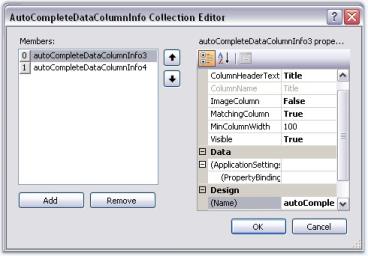 AutoCompleteDataColumnInfo Collection Editor
Members:
0 autoCompleteDataColumnInfo3
1 autoCompleteDataColumnInfo4
Add
Remove
autoCompleteDataColumnInfo3 prope...
ColumnHeaderText Title
ColumnName Title
ImageColumn False
MatchingColumn True
MinColumnWidth 100
Visible True
Data
(ApplicationSettings
(PropertyBinding
Design
(Name) autoComple
OK
Cancel